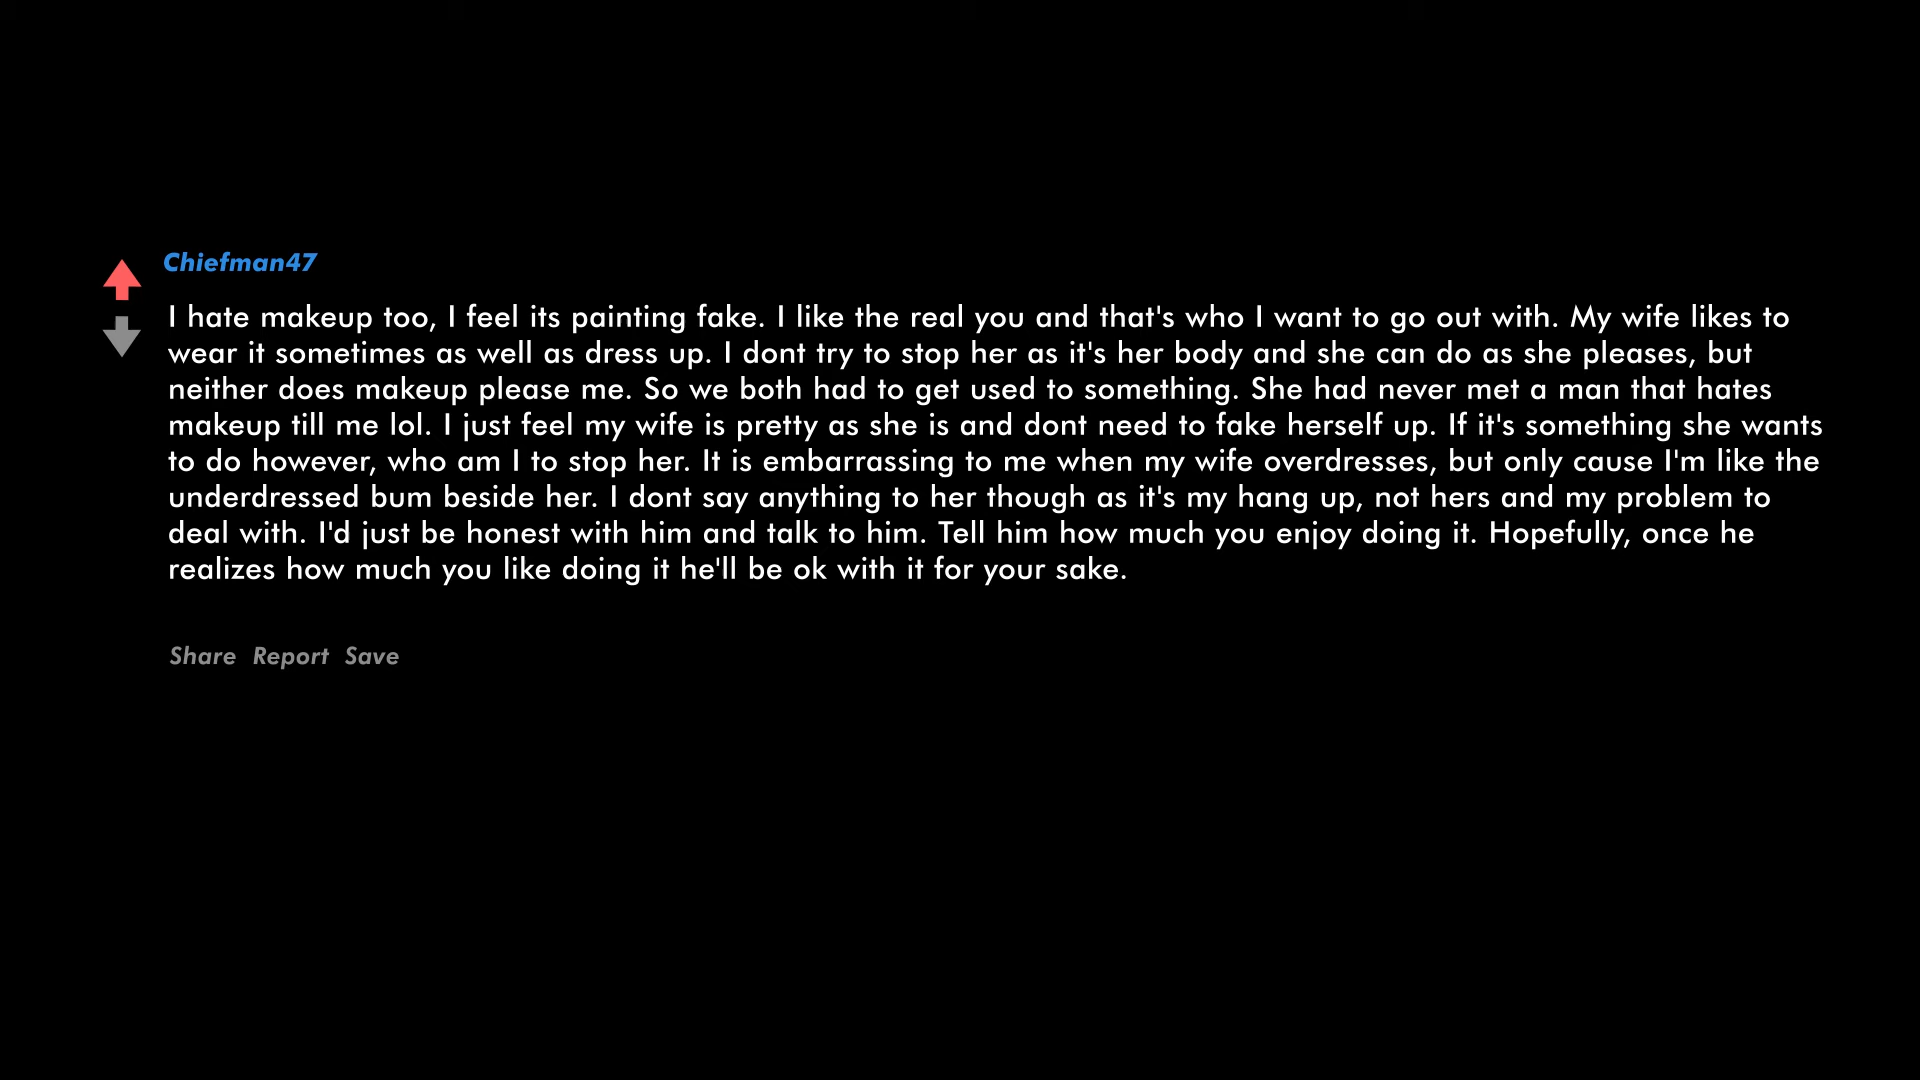 Chiefman47
I hate makeup too, I feel its painting fake. I like the real you and that's who I want to go out with. My wife likes to
wear it sometimes as well as dress up. I dont try to stop her as it's her body and she can do as she pleases, but
neither does makeup please me. So we both had to get used to something. She had never met a man that hates
makeup till me lol. I just feel my wife is pretty as she is and dont need to fake herself up. If it's something she wants
to do however, who am I to stop her. It is embarrassing to me when my wife overdresses, but only cause I'm like the
underdressed bum beside her. I dont say anything to her though as it's my hang up, not hers and my problem to
deal with. I'd just be honest with him and talk to him. Tell him how much you enjoy doing it. Hopefully, once he
realizes how much you like doing it he'll be ok with it for your sake.
Share Report Save